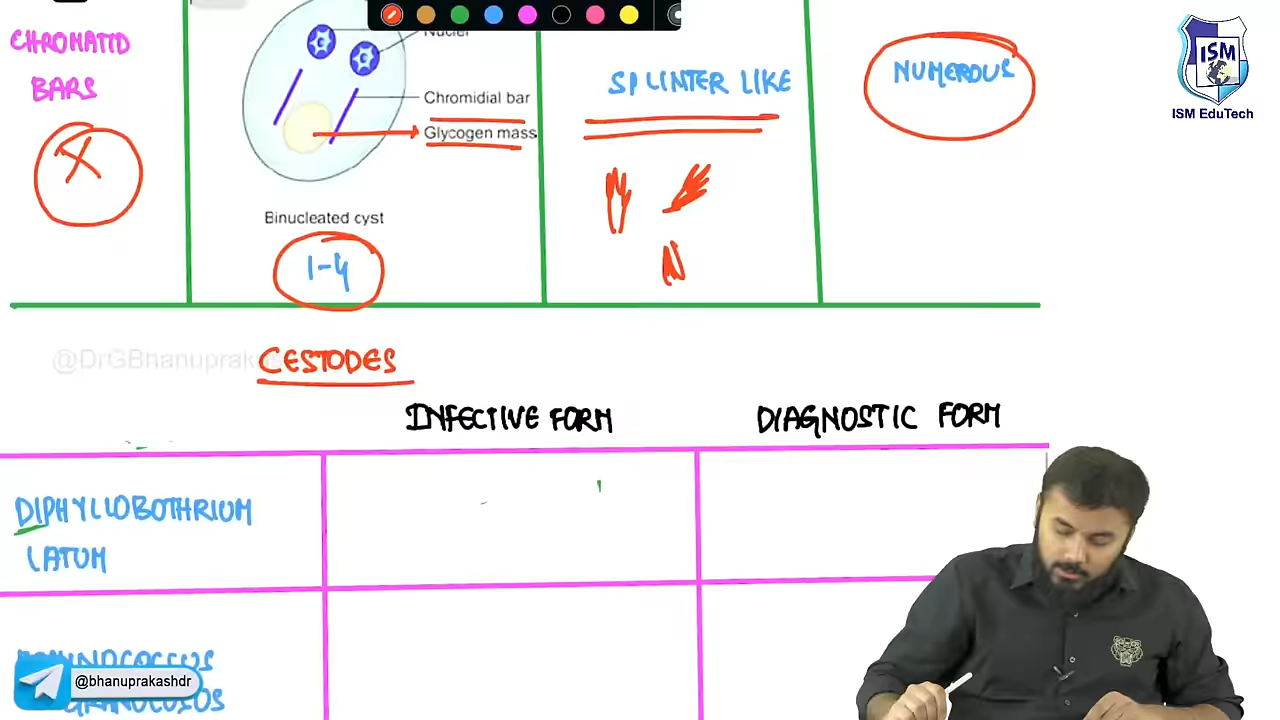 CHROMATID
BARS
X
Nuclei
Chromidial bar
Glycogen mass
Binucleated cyst
1-4
SPLINTER LIKE
NUMEROUS
ISM
ISM EduTech
@DrGBhanuprakash
CESTODES
INFECTIVE FORM
DIAGNOSTIC FORM
DIPHYLLOBOTHRIUM
LATUM
@bhanuprakashdr